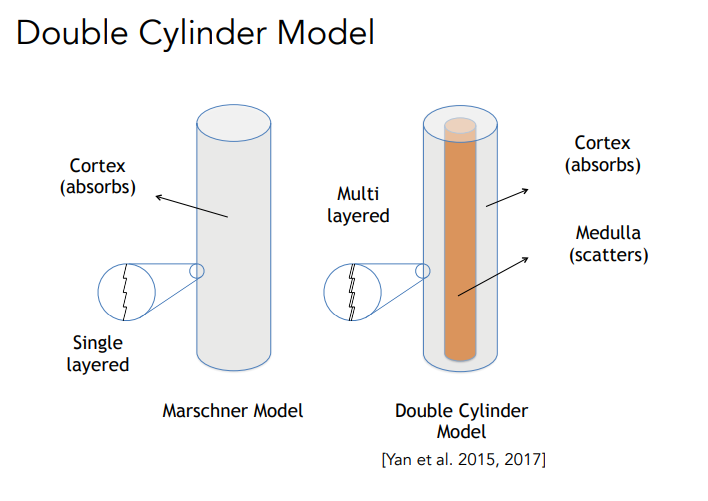 Double Cylinder Model
Cortex
(absorbs)
Single
layered
Marschner Model
Multi
layered
Cortex
(absorbs)
Medulla
(scatters)
Double Cylinder
Model
[Yan et al. 2015, 2017]